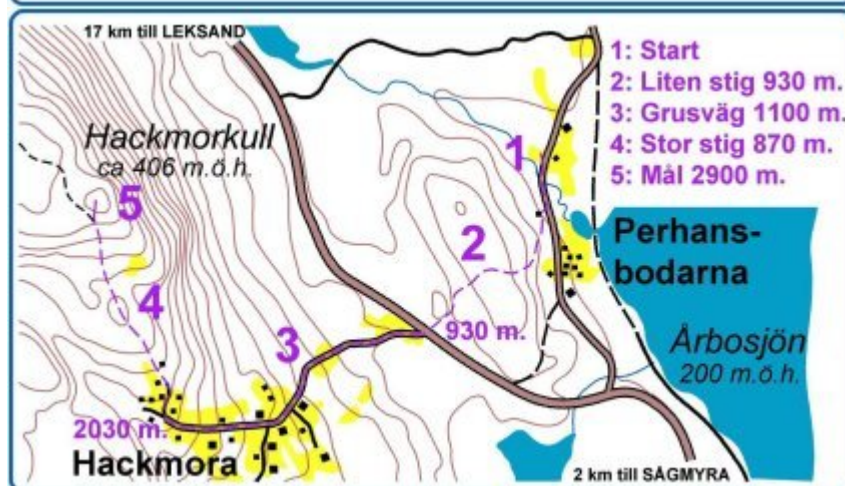 17 km till LEKSAND
1: Start
2: Liten stig 930 m.
3: Grusväg 1100 m.
4: Stor stig 870 m.
5: Mål 2900 m.
Hackmorkull
ca 406 m.ö.h.
1
5
2
Perhans-
bodarna
4
3
930 m.
Årbosjön
200 m.ö.h.
2030 m.
Hackmora
2 km till SÅGMYRA